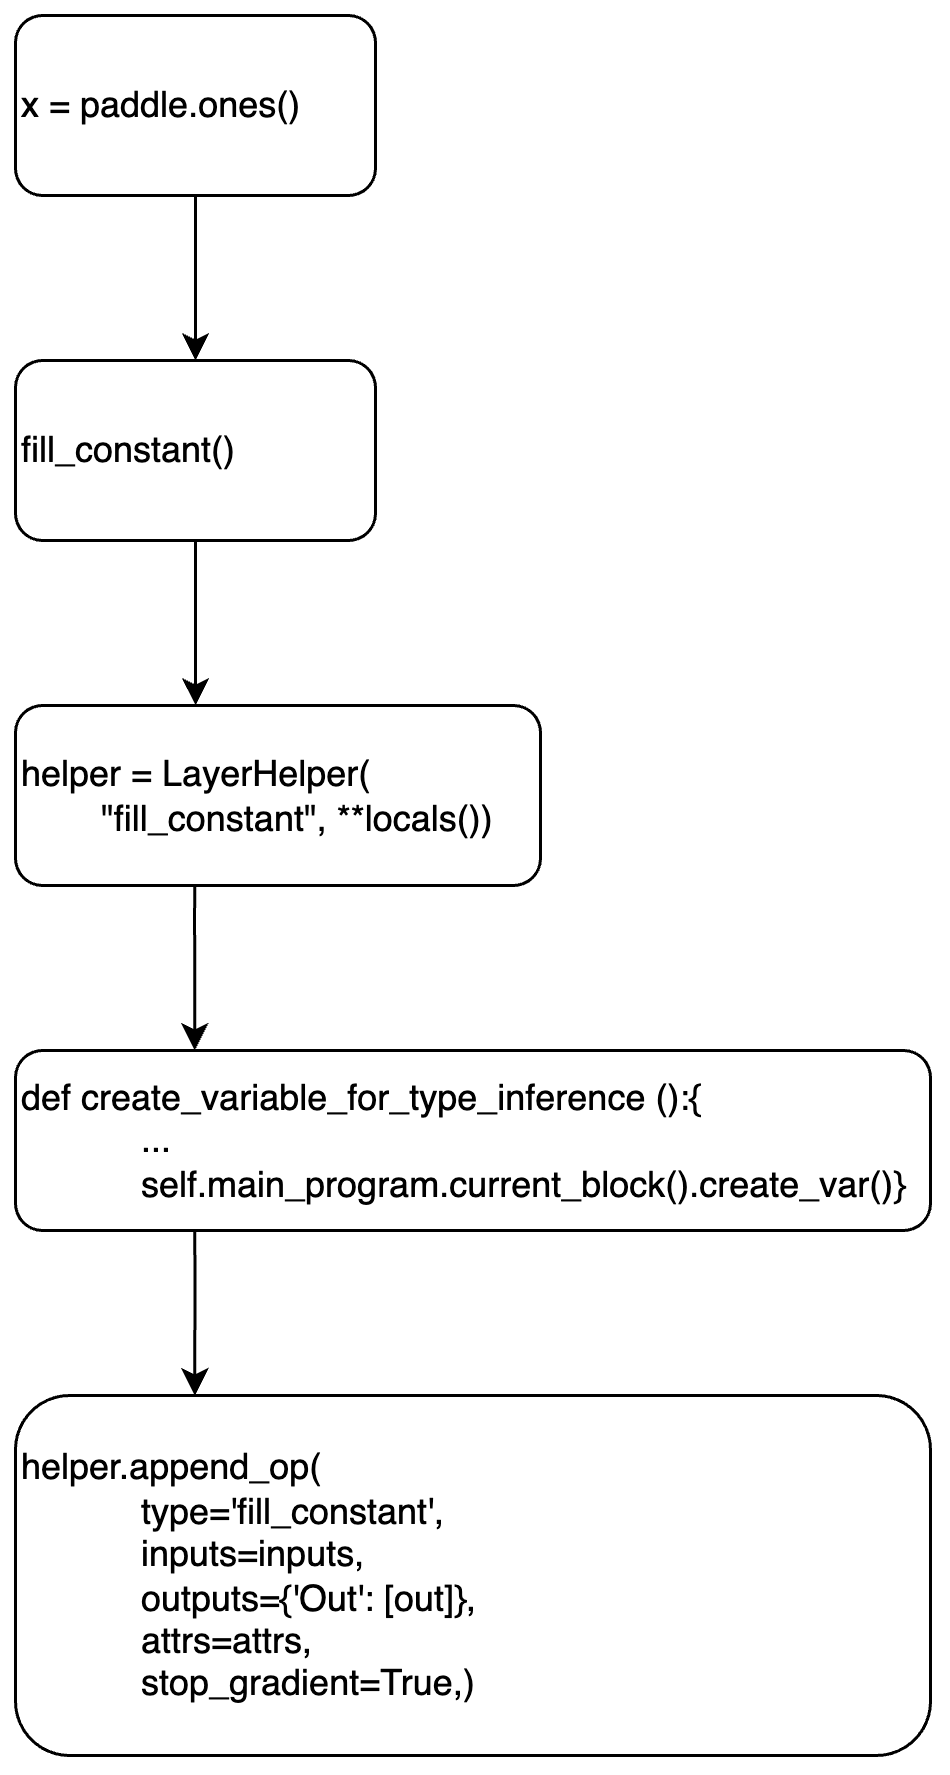 x = paddle.ones()
fill_constant()
helper = LayerHelper(
"fill_constant", **locals())
def create_variable_for_type_inference ():{
...
self.main_program.current_block().create_var()}
helper.append_op(
type='fill_constant',
inputs=inputs,
outputs={'Out': [out]},
attrs=attrs,
stop_gradient=True,)